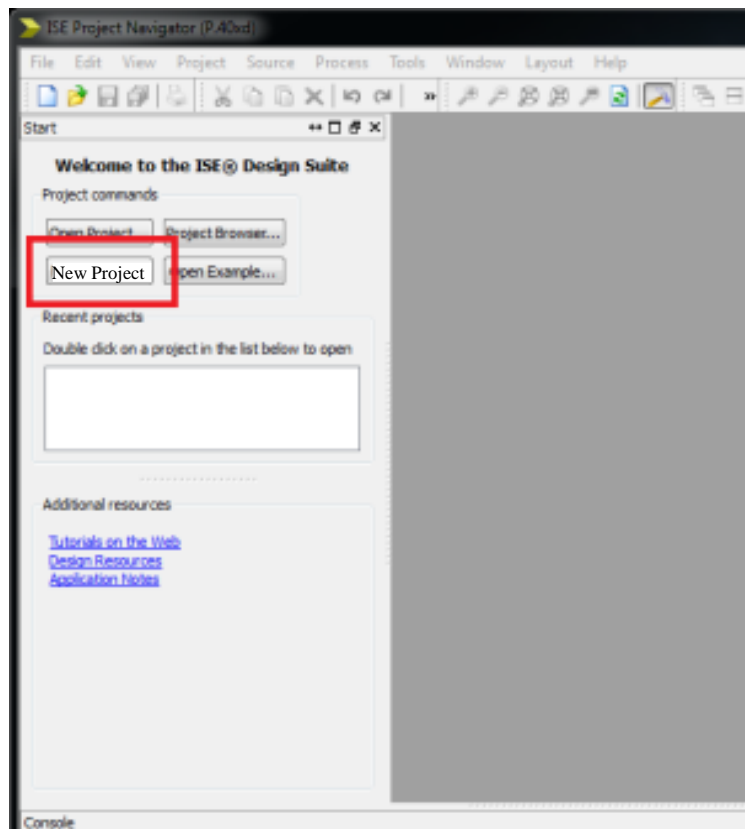 ISE Project Navigator (P.40xd)
File Edit View Project Source Process Tools Window Layout Help
Start
Welcome to the ISE® Design Suite
Project commands
Open Project... Project Browser...
New Project Open Example...
Recent projects
Double click on a project in the list below to open
Additional resources
Tutorials on the Web
Design Resources
Application Notes
Console